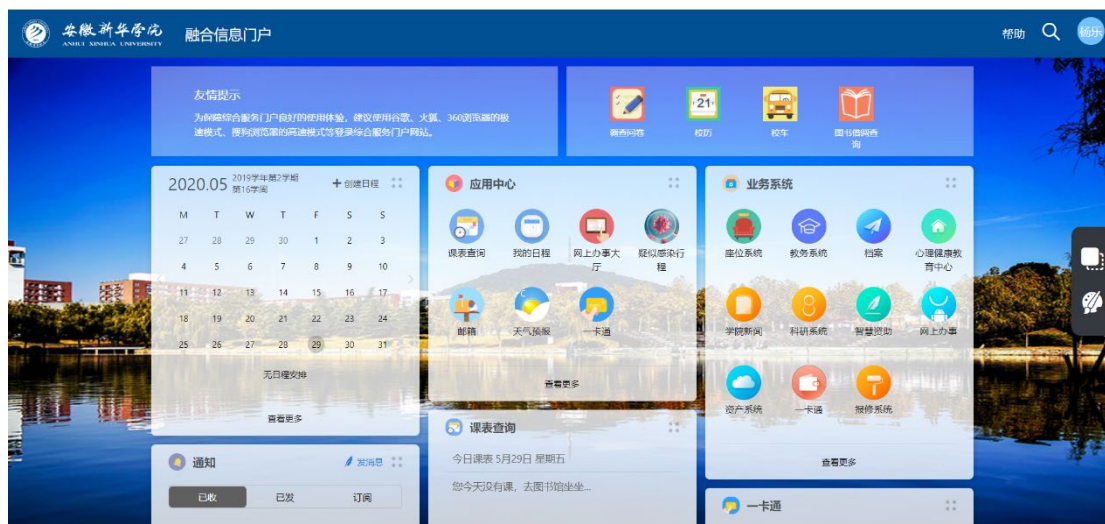 安徽新华学院
ANHUI XINHUA UNIVERSITY
融合信息门户
帮助
杨乐
友情提示
为保障综合服务门户良好的使用体验，建议使用谷歌、火狐、360浏览器的极
速模式、搜狗浏览器的高速模式等登录综合服务门户网站。
调查问卷
21
校历
校车
图书借阅查
询
2020.05
2019学年第2学期
第16学周
创建日程
M T W T F S S
27 28 29 30 1 2 3
4 5 6 7 8 9 10
11 12 13 14 15 16 17
18 19 20 21 22 23 24
25 26 27 28 29 30 31
无日程安排
查看更多
通知
发消息
已收 已发 订阅
应用中心
课表查询 我的日程 网上办事大
厅
疑似感染行
程
邮箱 天气预报 一卡通
查看更多
课表查询
今日课表 5月29日 星期五
您今天没有课，去图书馆坐坐...
业务系统
座位系统 教务系统 档案 心理健康教
育中心
学院新闻 科研系统 智慧资助 网上办事
资产系统 一卡通 报修系统
查看更多
一卡通